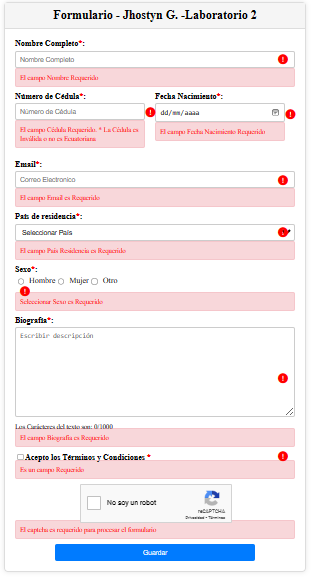 Formulario - Jhostyn G. -Laboratorio 2
Nombre Completo*:
Nombre Completo
El campo Nombre Requerido
Número de Cédula*: Fecha Nacimiento*:
Número de Cédula dd/mm/aaaa
El campo Cédula Requerido. * La Cédula es
Inválida o no es Ecuatoriana
El campo Fecha Nacimiento Requerido
Email*:
Correo Electronico
El campo Email es Requerido
País de residencia*:
Seleccionar País
El campo País Residencia es Requerido
Sexo*:
Hombre Mujer Otro
Seleccionar Sexo es Requerido
Biografía*:
Escribir descripción
Los Carácteres del texto son: 0/1000
El campo Biografía es Requerido
Acepto los Términos y Condiciones *
Es un campo Requerido
No soy un robot
reCAPTCHA
Privacidad - Términos
El captcha es requerido para procesar el formulario
Guardar